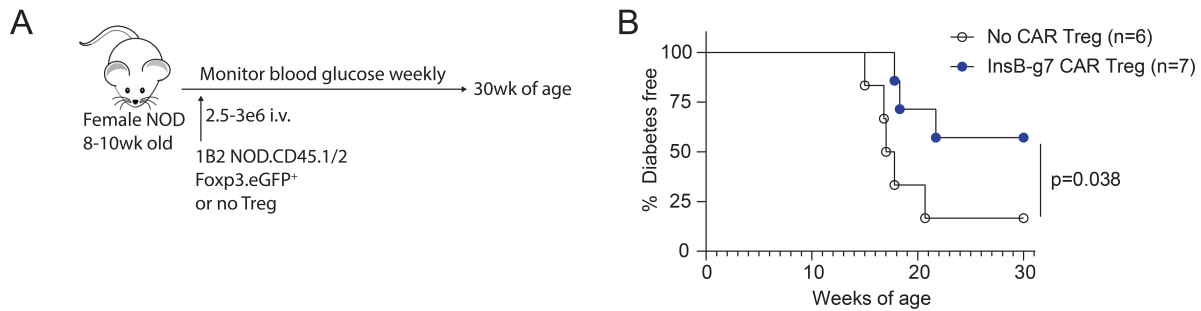 A
Monitor blood glucose weekly
30wk of age
Female NOD
8-10wk old
2.5-3e6 i.v.
1B2 NOD.CD45.1/2
Foxp3.eGFP⁺
or no Treg
B
No CAR Treg (n=6)
InsB-g7 CAR Treg (n=7)
% Diabetes free
100
75
50
25
0
p=0.038
0 10 20 30
Weeks of age